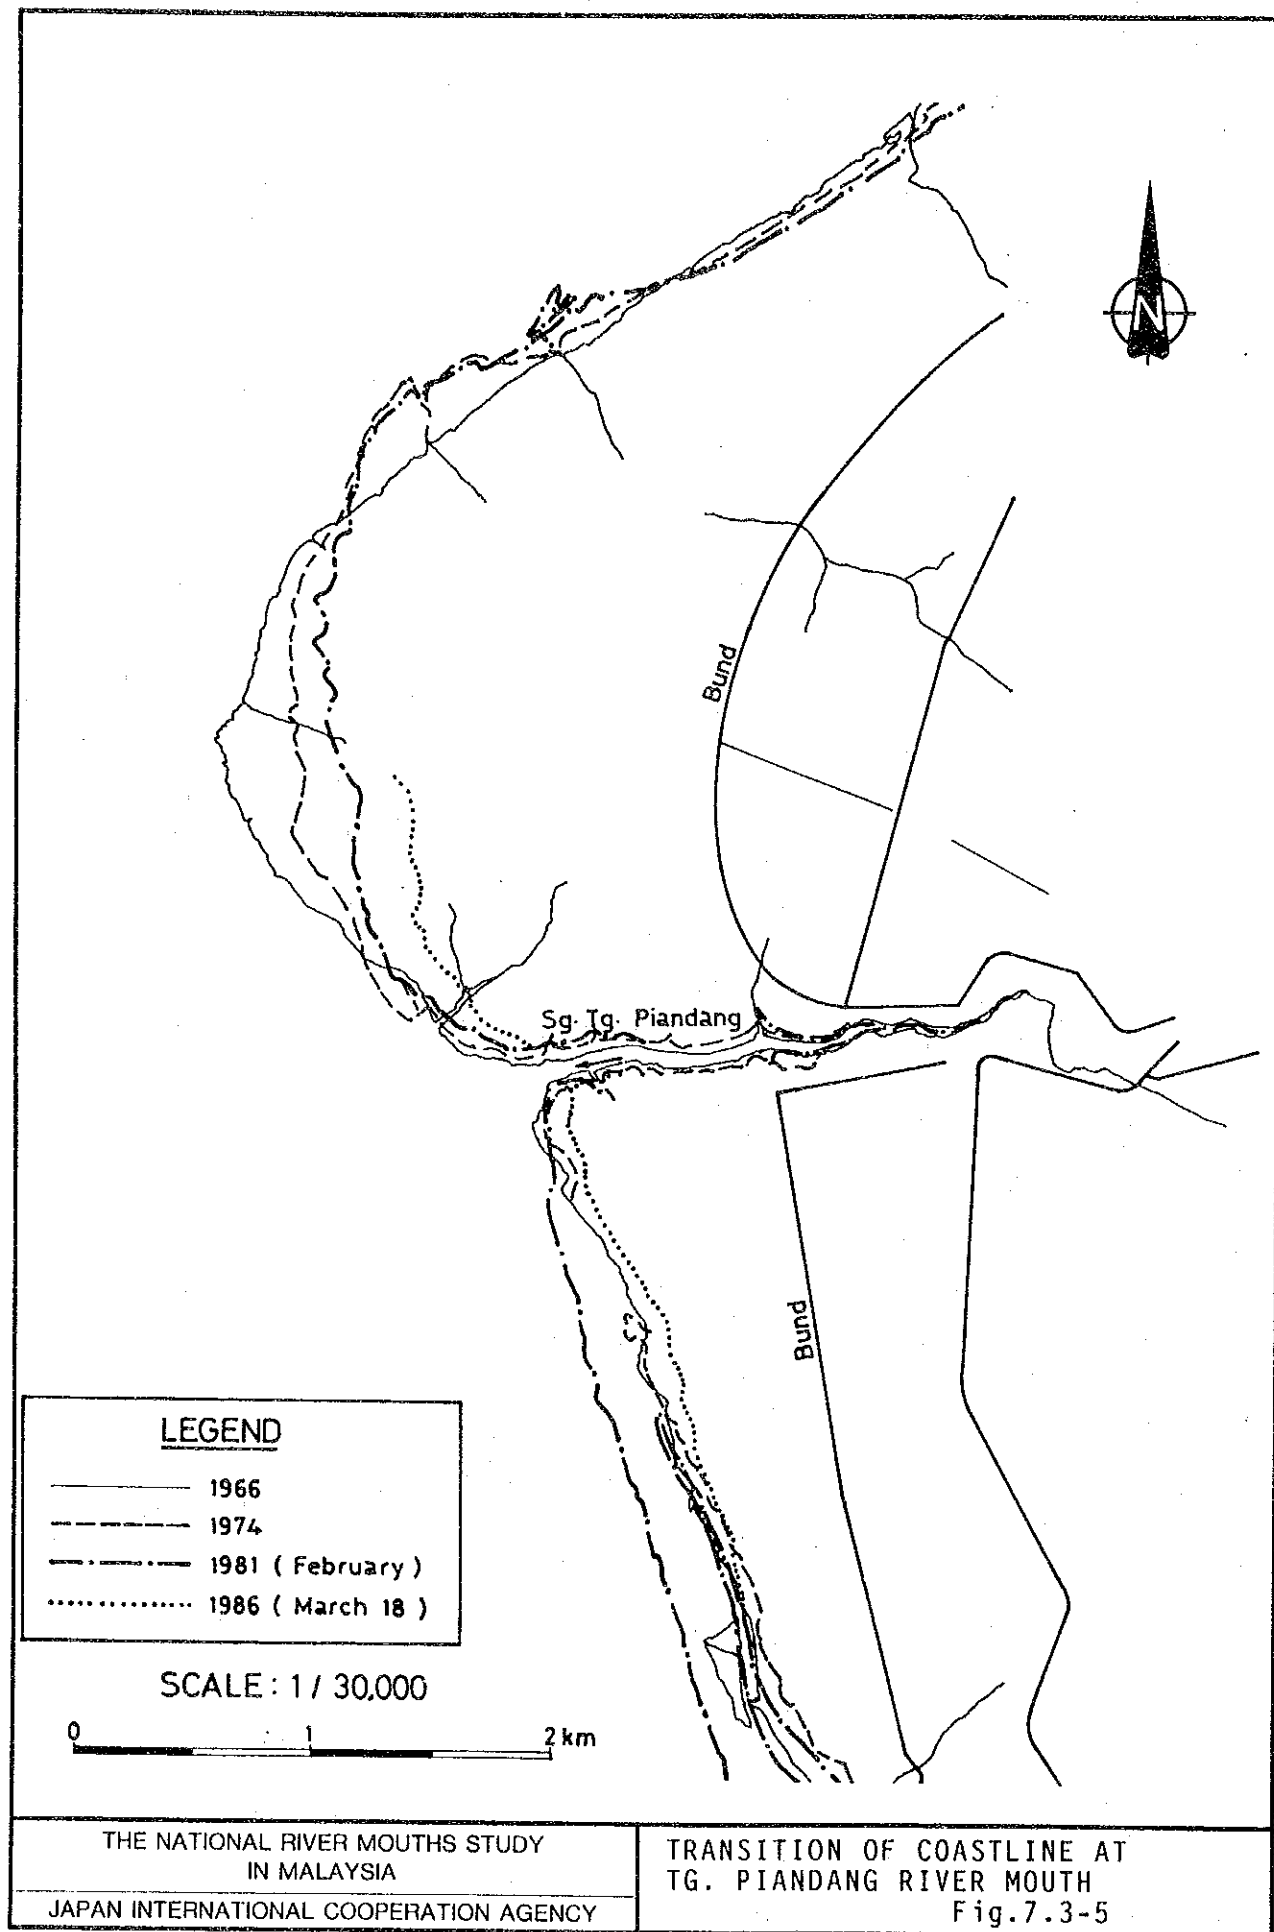 N
Bund
Sg. Tg. Piandang
Bund
LEGEND
1966
1974
1981 ( February )
1986 ( March 18 )
SCALE : 1 / 30,000
0 1 2 km
THE NATIONAL RIVER MOUTHS STUDY
IN MALAYSIA
JAPAN INTERNATIONAL COOPERATION AGENCY
TRANSITION OF COASTLINE AT
TG. PIANDANG RIVER MOUTH
Fig.7.3-5